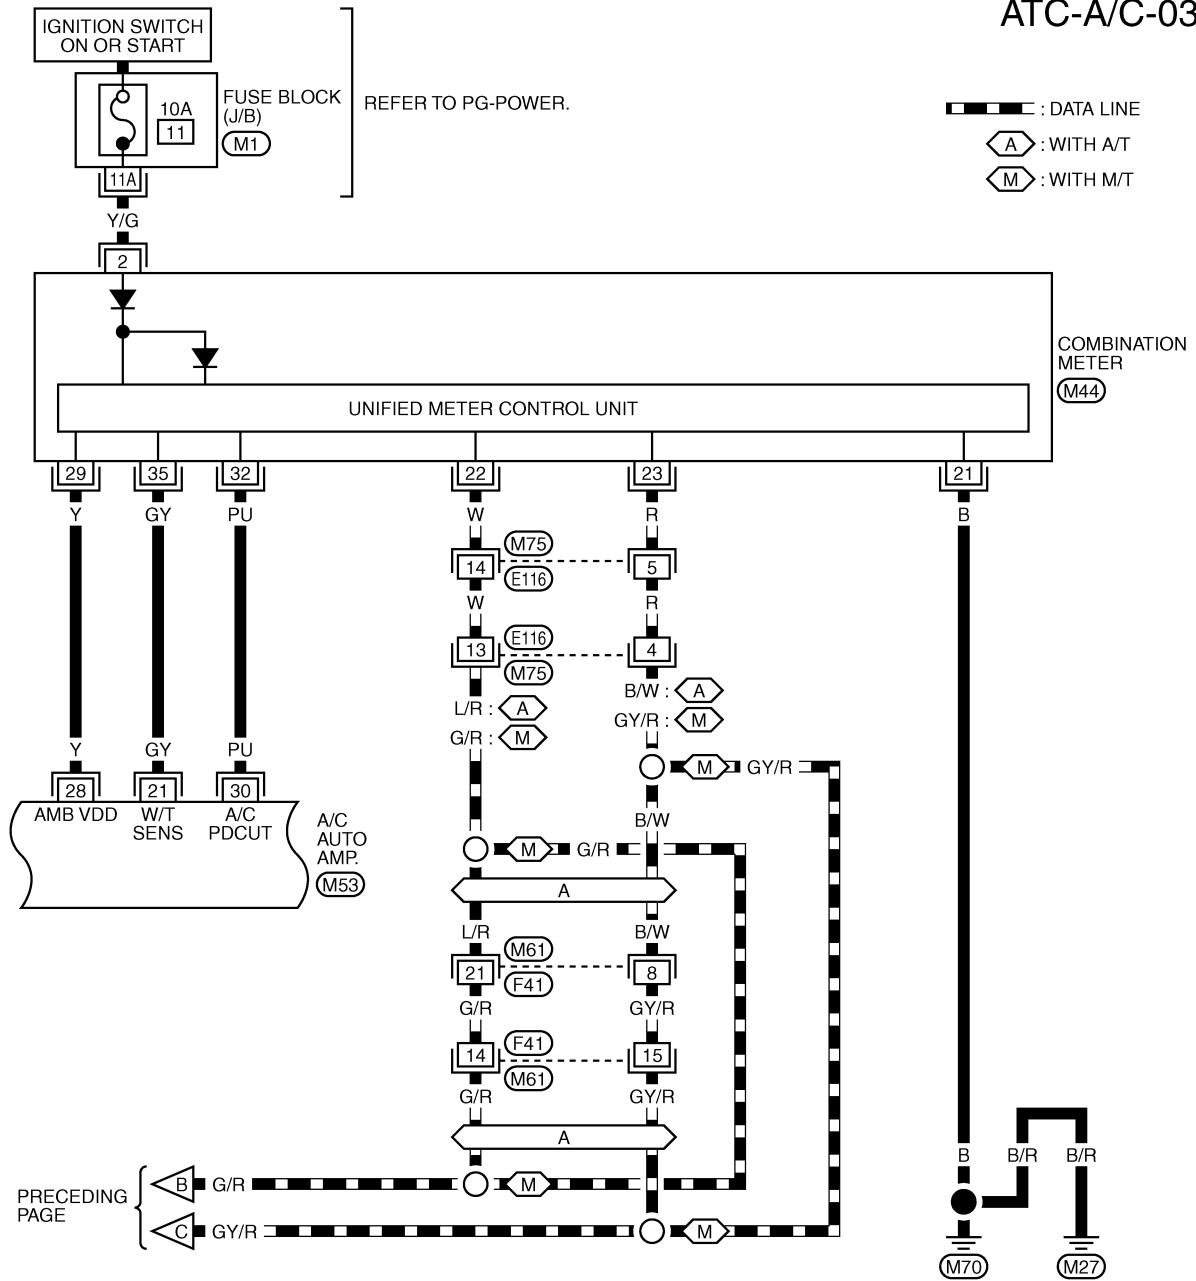 ATC-A/C-03
IGNITION SWITCH
ON OR START
10A
11
FUSE BLOCK
(J/B)
M1
REFER TO PG-POWER.
: DATA LINE
A : WITH A/T
M : WITH M/T
11A
Y/G
2
COMBINATION
METER
M44
UNIFIED METER CONTROL UNIT
29 35 32 22 23 21
Y GY PU W R B
M75
14 5
E116
W R
E116
13 4
M75
B/W : A
L/R : A
GY/R : M
G/R : M
Y GY PU
M GY/R
28 21 30
AMB VDD W/T
SENS
A/C
PDCUT
A/C
AUTO
AMP.
M53
B/W
M G/R
A
L/R B/W
M61
21 8
F41
G/R GY/R
F41
14 15
M61
G/R GY/R
A
B B/R B/R
PRECEDING
PAGE
B G/R M
C GY/R M
M70 M27